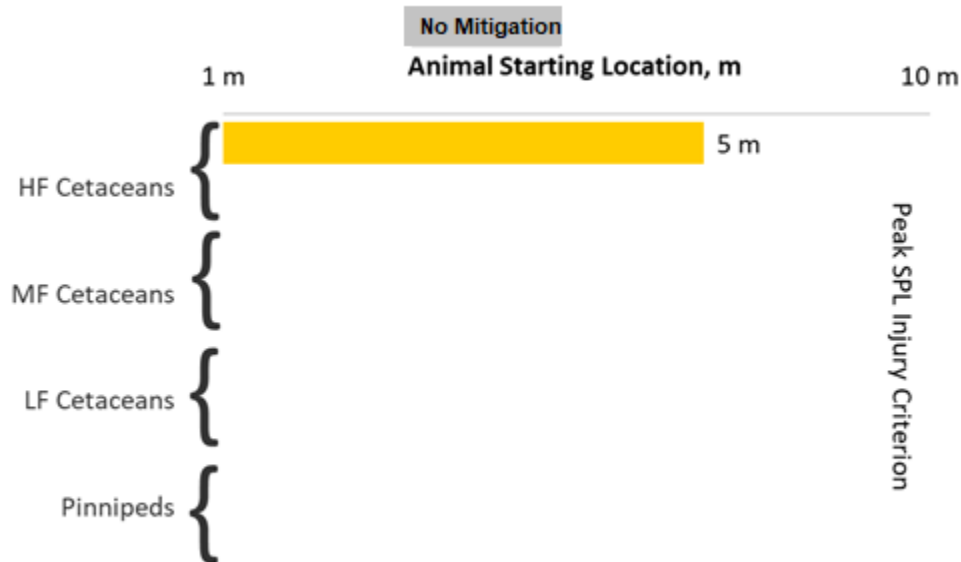 No Mitigation
Animal Starting Location, m
1 m
10 m
5 m
HF Cetaceans
MF Cetaceans
LF Cetaceans
Pinnipeds
Peak SPL Injury Criterion